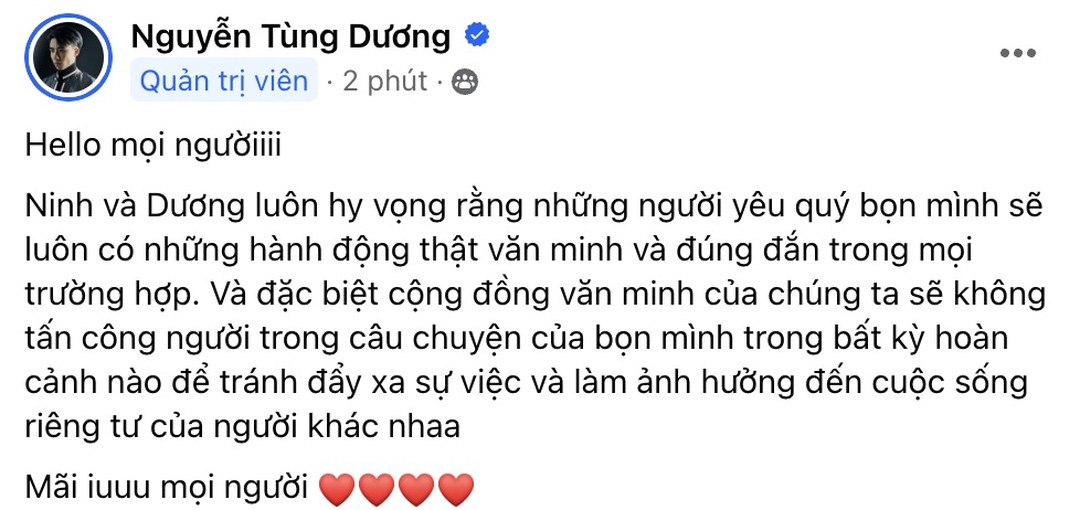 Nguyễn Tùng Dương
Quản trị viên · 2 phút ·
Hello mọi ngườiiii
Ninh và Dương luôn hy vọng rằng những người yêu quý bọn mình sẽ
luôn có những hành động thật văn minh và đúng đắn trong mọi
trường hợp. Và đặc biệt cộng đồng văn minh của chúng ta sẽ không
tấn công người trong câu chuyện của bọn mình trong bất kỳ hoàn
cảnh nào để tránh đẩy xa sự việc và làm ảnh hưởng đến cuộc sống
riêng tư của người khác nhaa
Mãi iuuu mọi người ❤️❤️❤️❤️